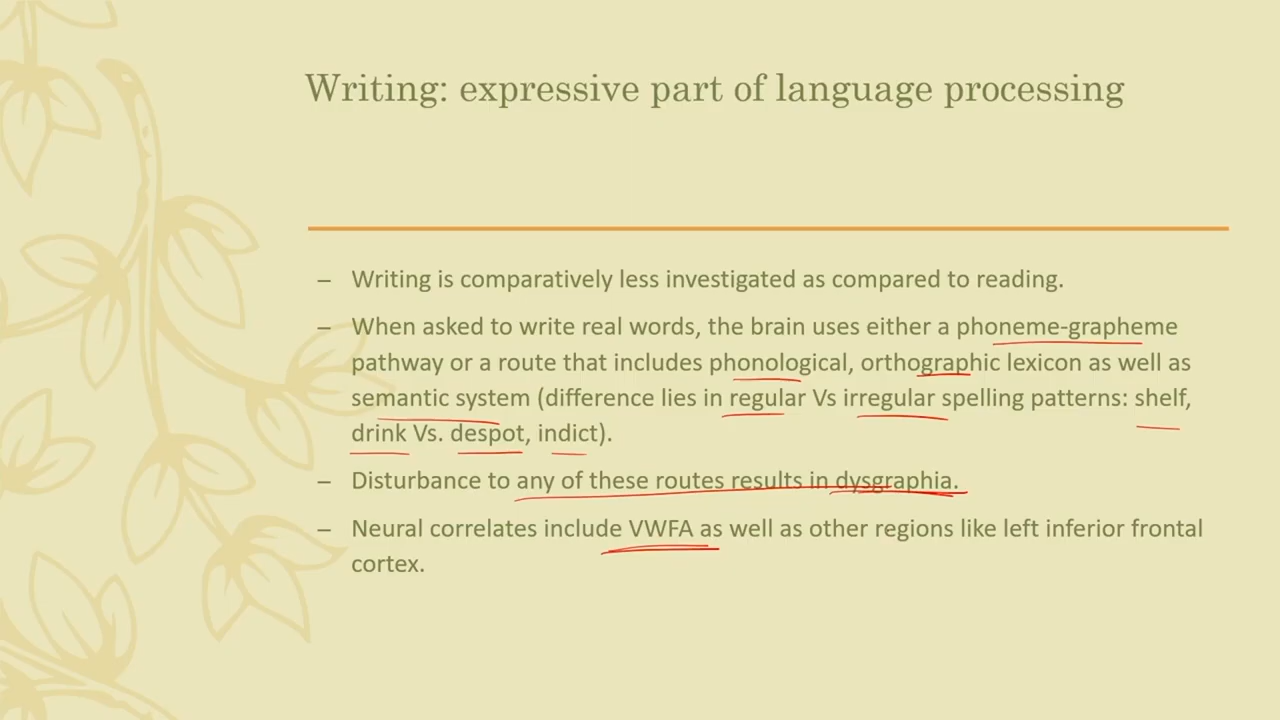 Writing: expressive part of language processing
– Writing is comparatively less investigated as compared to reading.
– When asked to write real words, the brain uses either a phoneme-grapheme
pathway or a route that includes phonological, orthographic lexicon as well as
semantic system (difference lies in regular Vs irregular spelling patterns: shelf,
drink Vs. despot, indict).
– Disturbance to any of these routes results in dysgraphia.
– Neural correlates include VWFA as well as other regions like left inferior frontal
cortex.